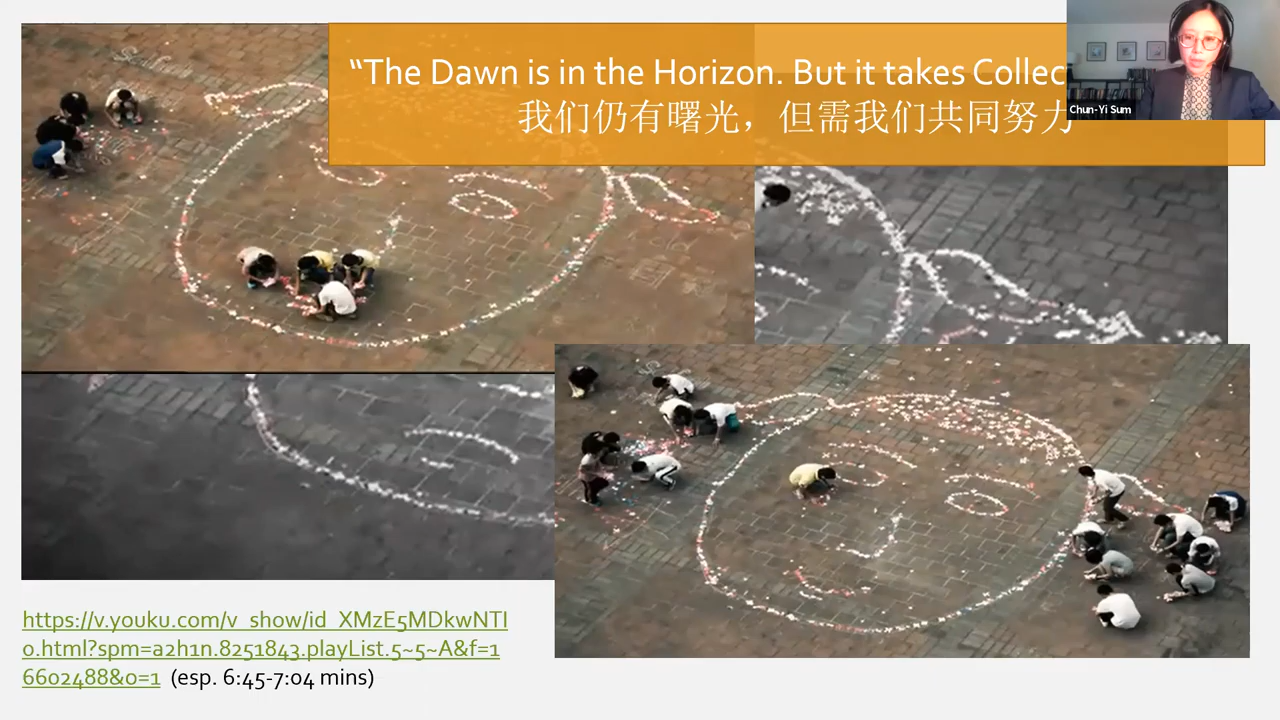 “The Dawn is in the Horizon. But it takes Collec
我们仍有曙光，但需我们共同努力
Chun-Yi Sum
https://v.youku.com/v_show/id_XMzE5MDkwNTI
0.html?spm=a2h1n.8251843.playList.5~5~A&f=1
6602488&o=1 (esp. 6:45-7:04 mins)